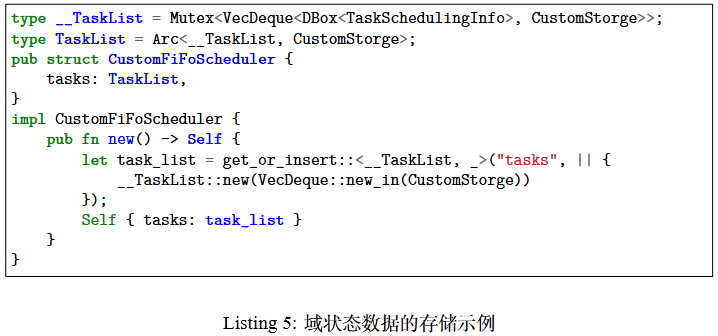 type __TaskList = Mutex<VecDeque<DBox<TaskSchedulingInfo>, CustomStorge>>;
type TaskList = Arc<__TaskList, CustomStorge>;
pub struct CustomFiFoScheduler {
    tasks: TaskList,
}
impl CustomFiFoScheduler {
    pub fn new() -> Self {
        let task_list = get_or_insert::<__TaskList, _>("tasks", || {
            __TaskList::new(VecDeque::new_in(CustomStorge))
        });
        Self { tasks: task_list }
    }
}
Listing 5: 域状态数据的存储示例